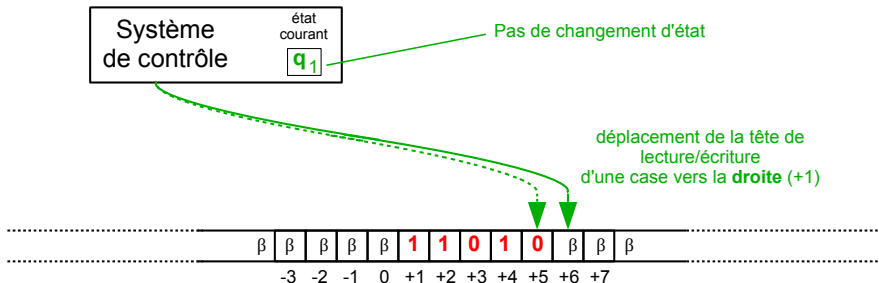 Système
de contrôle
état
courant
q1
Pas de changement d'état
déplacement de la tête de
lecture/écriture
d'une case vers la droite (+1)
β β β β β 1 1 0 1 0 β β β
-3 -2 -1 0 +1 +2 +3 +4 +5 +6 +7